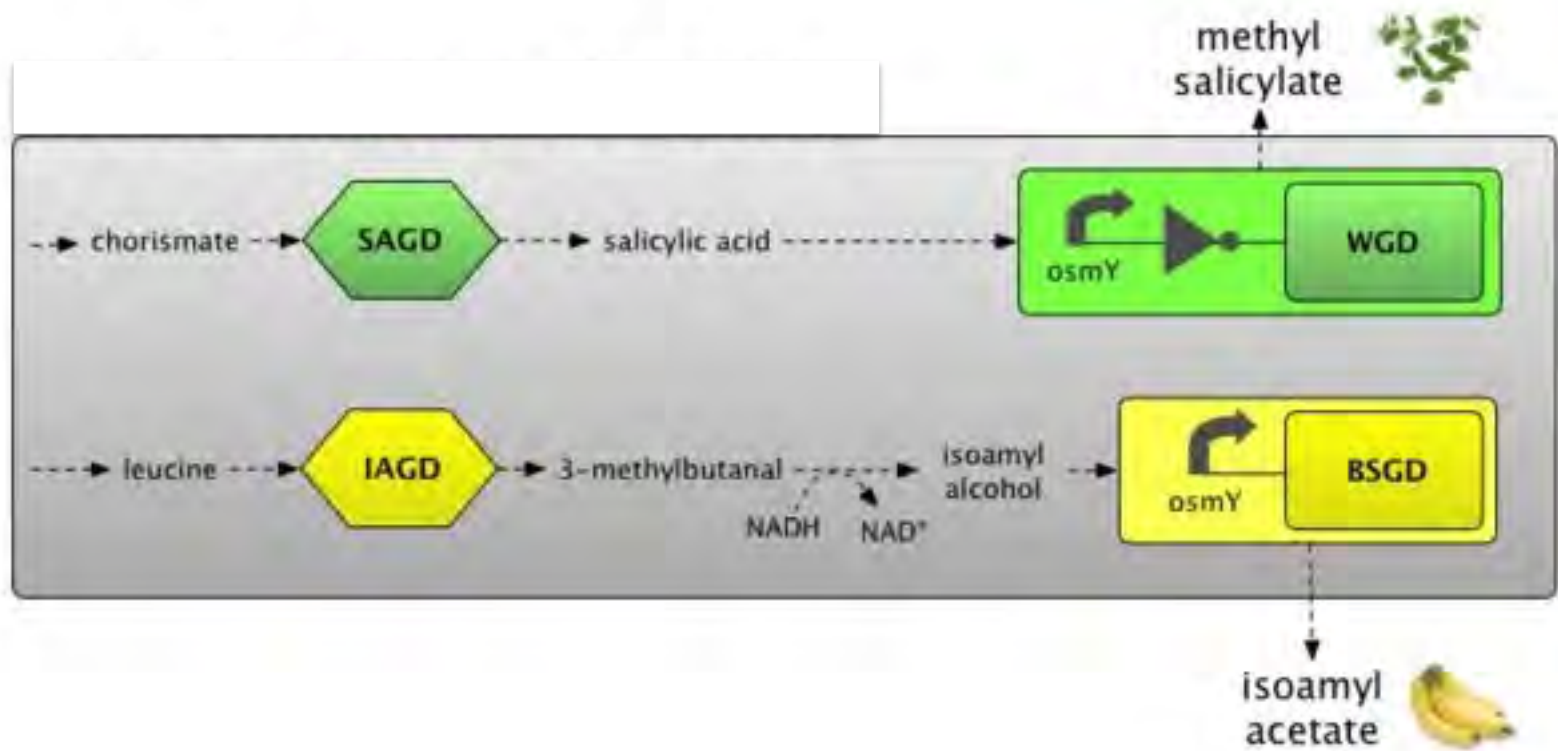 methyl
salicylate
chorismate
SAGD
salicylic acid
osmY
WGD
leucine
IAGD
3-methylbutanal
NADH
NAD⁺
isoamyl
alcohol
osmY
BSGD
isoamyl
acetate